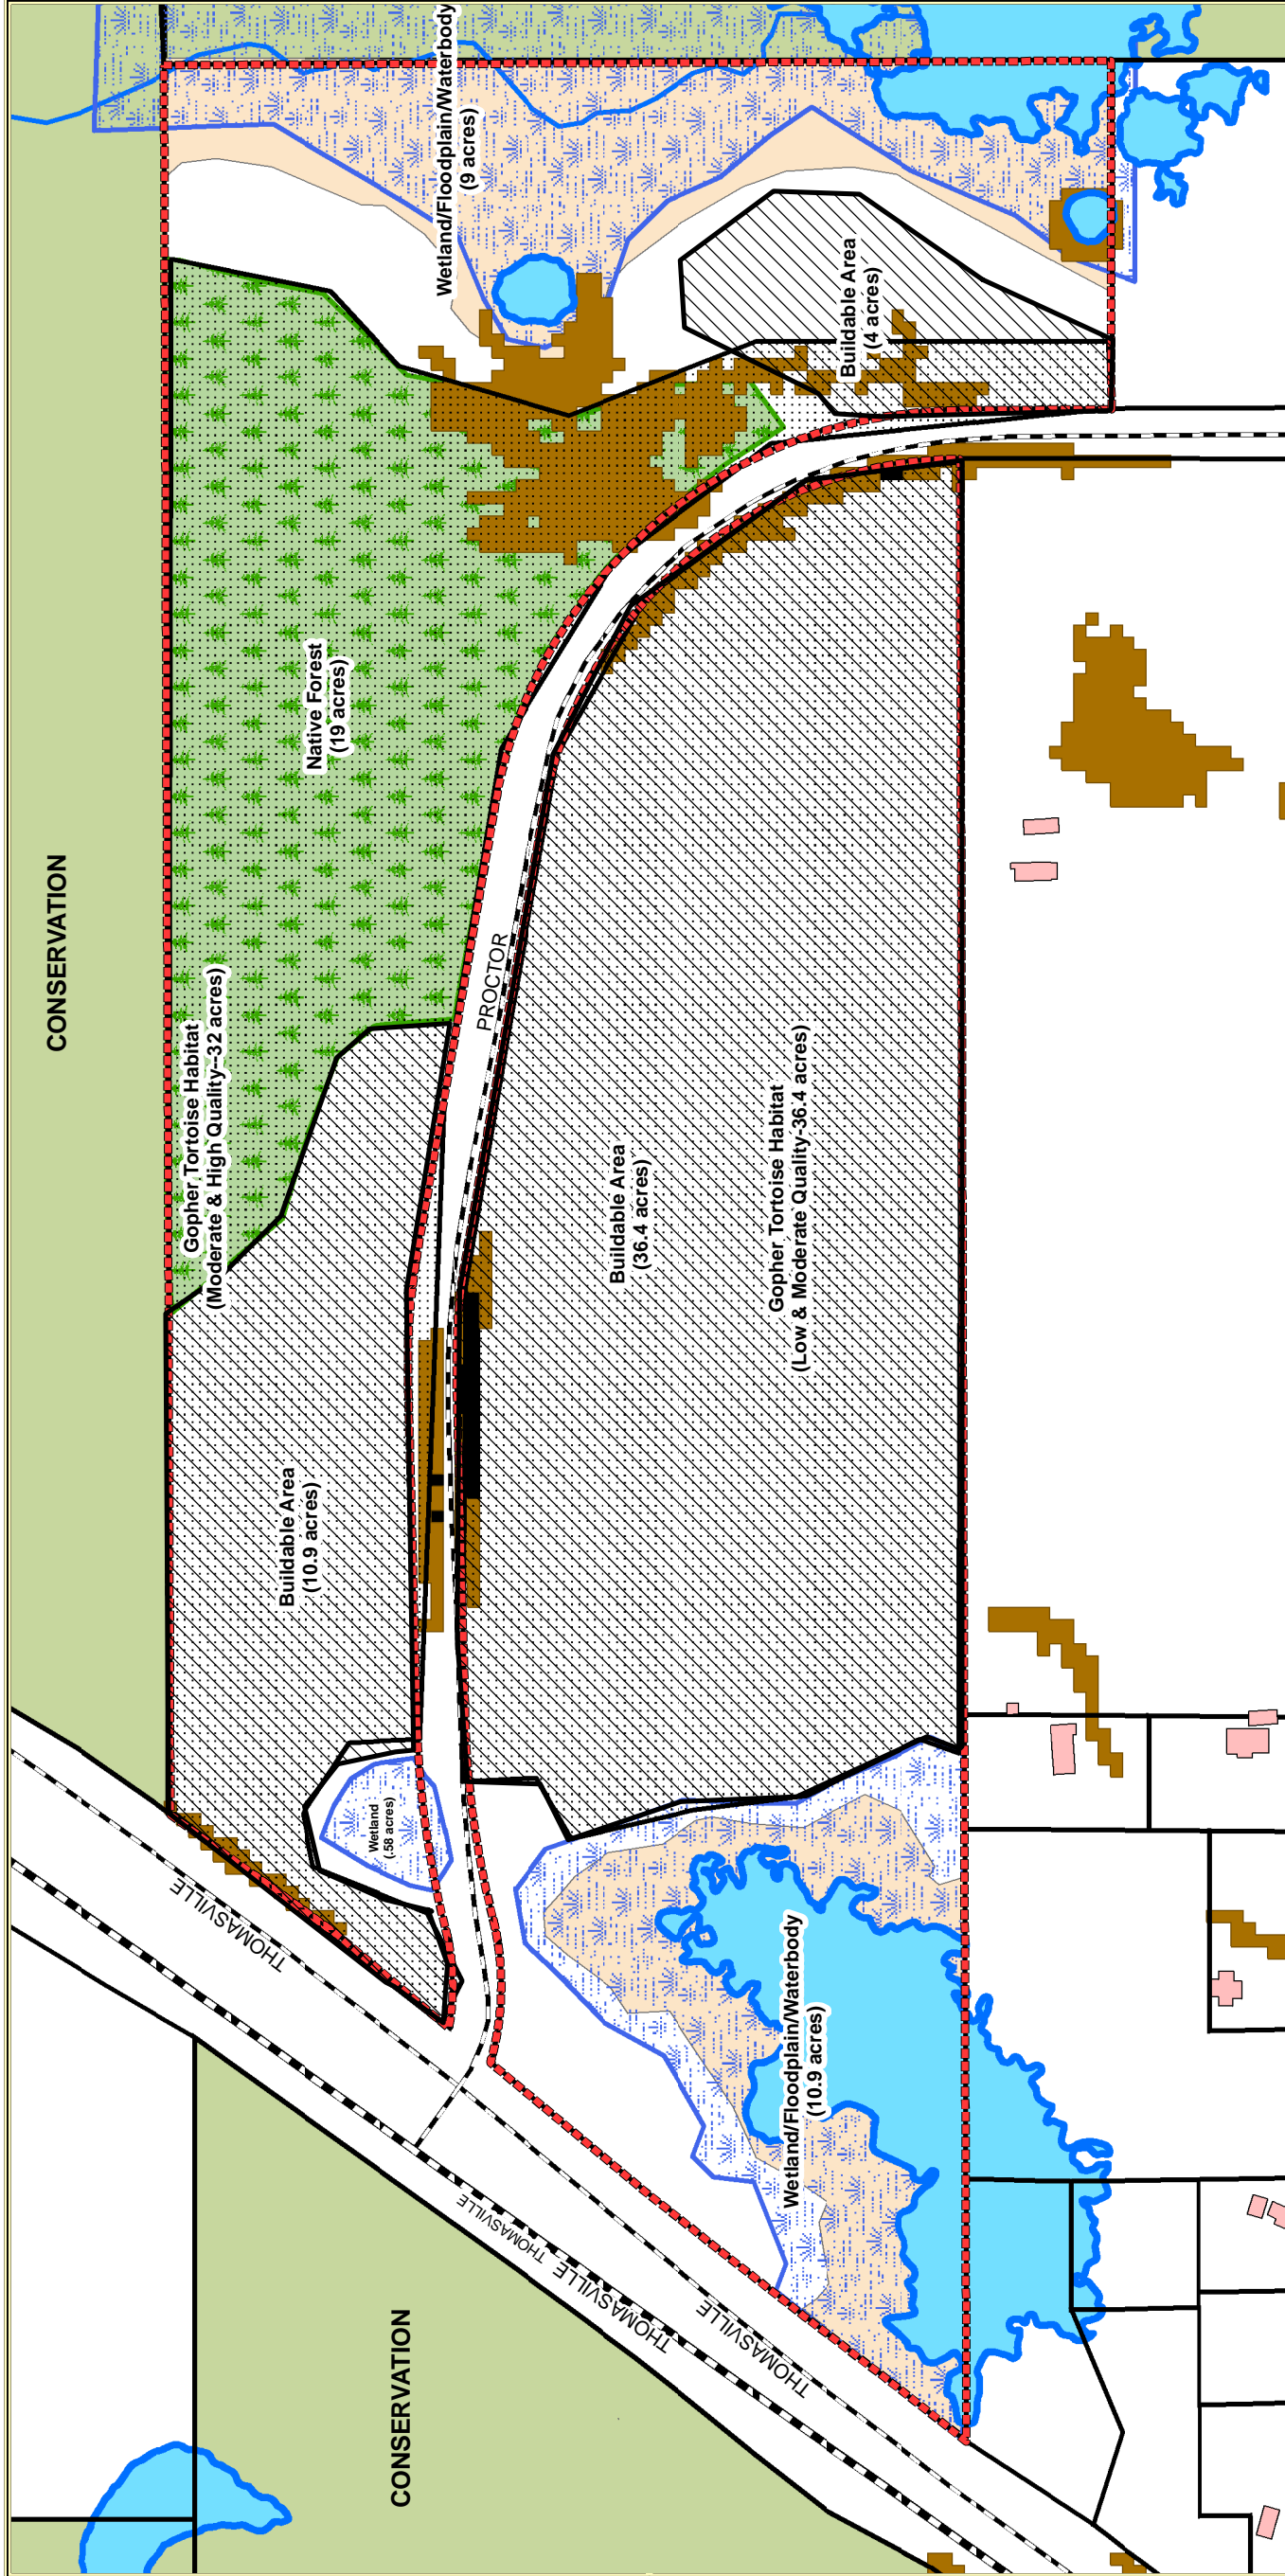 CONSERVATION
Wetland/Floodplain/Waterbody
(9 acres)
Buildable Area
(4 acres)
Native Forest
(19 acres)
Gopher Tortoise Habitat
(Moderate & High Quality--32 acres)
PROCTOR
Buildable Area
(36.4 acres)
Gopher Tortoise Habitat
(Low & Moderate Quality-36.4 acres)
Buildable Area
(10.9 acres)
Wetland
(.58 acres)
THOMASVILLE
Wetland/Floodplain/Waterbody
(10.9 acres)
THOMASVILLE
THOMASVILLE
THOMASVILLE
THOMASVILLE
THOMASVILLE
THOMASVILLE
CONSERVATION